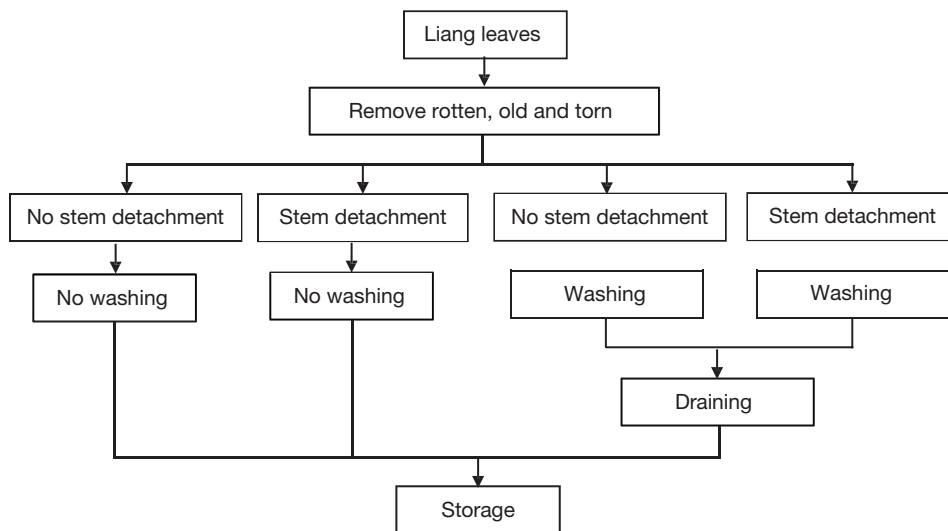 Liang leaves
Remove rotten, old and torn
No stem detachment
Stem detachment
No stem detachment
Stem detachment
No washing
No washing
Washing
Washing
Draining
Storage